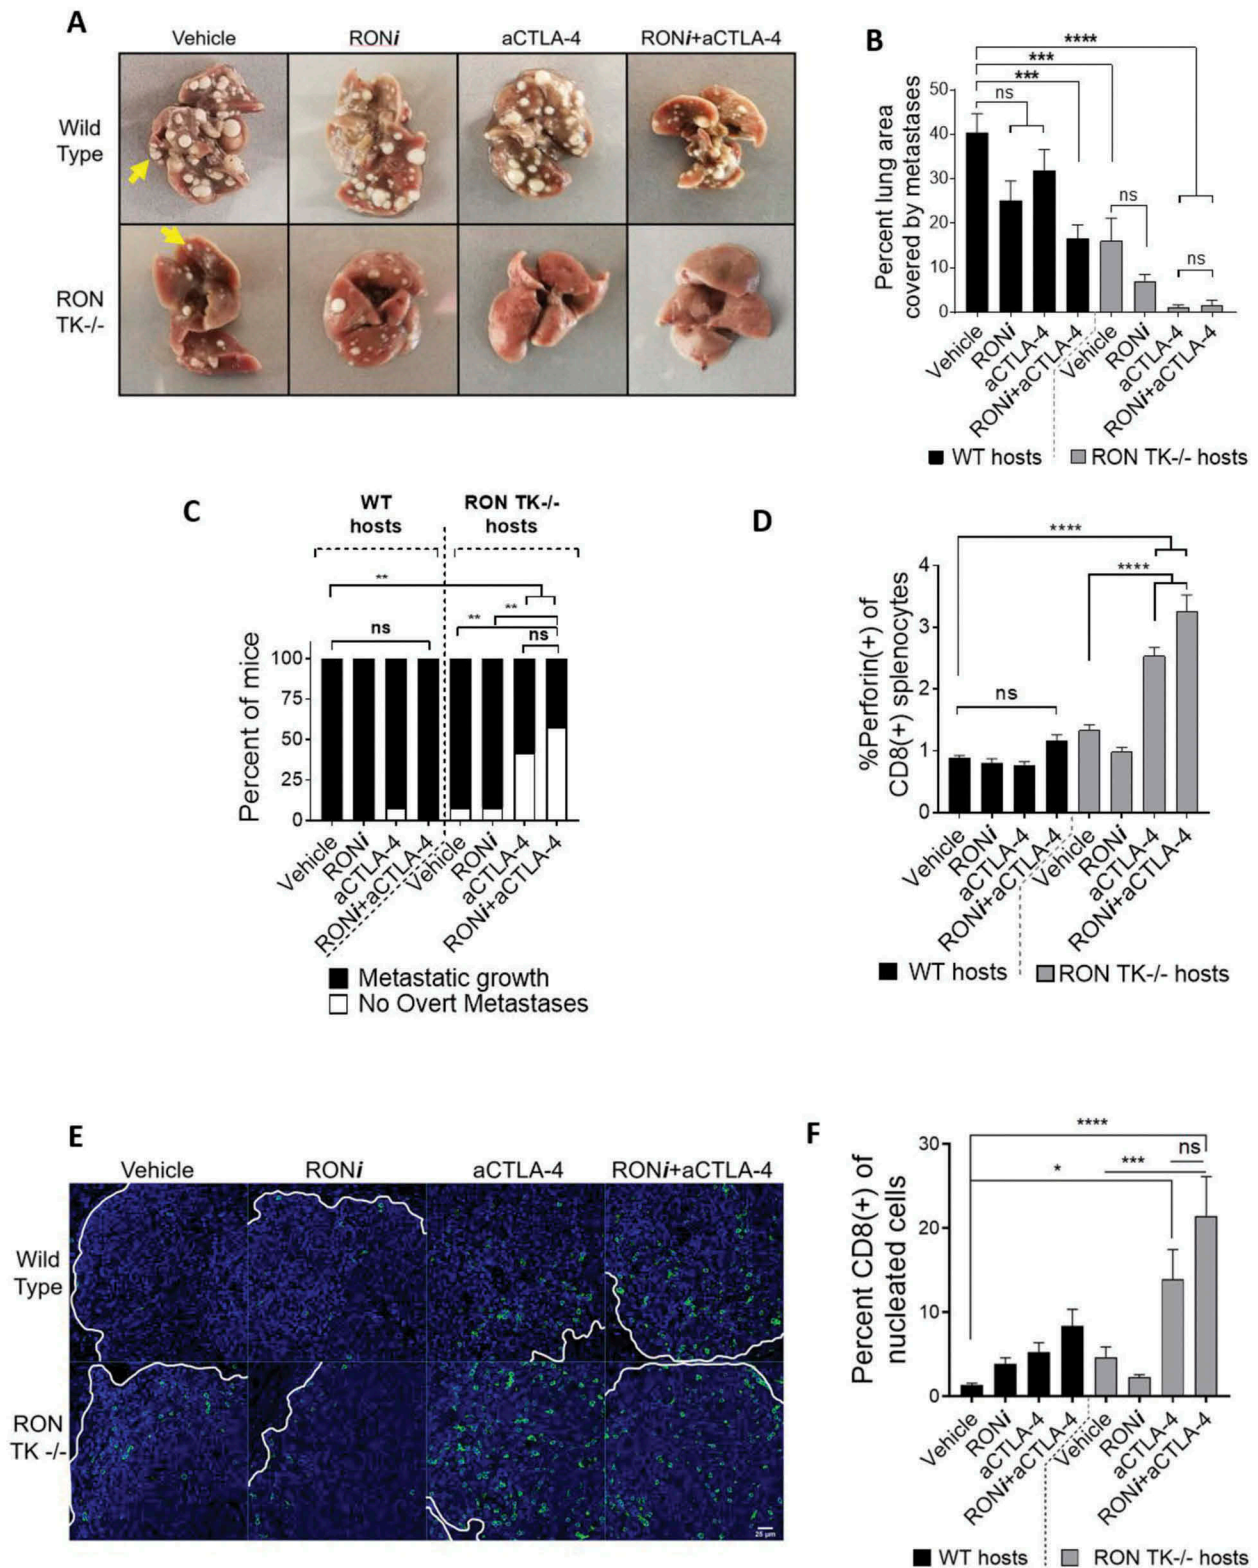 A
Vehicle RONi aCTLA-4 RONi+aCTLA-4
Wild
Type
RON
TK-/-
B
****
***
***
ns
ns
ns
Percent lung area
covered by metastases
50
40
30
20
10
0
Vehicle
RONi
aCTLA-4
RONi+aCTLA-4
Vehicle
RONi
aCTLA-4
RONi+aCTLA-4
WT hosts RON TK-/- hosts
C
WT
hosts
RON TK-/-
hosts
**
**
**
ns
ns
Percent of mice
100
75
50
25
0
Vehicle
RONi
aCTLA-4
RONi+aCTLA-4
Vehicle
RONi
aCTLA-4
RONi+aCTLA-4
Metastatic growth
No Overt Metastases
D
****
****
ns
%Perforin(+) of
CD8(+) splenocytes
4
3
2
1
0
Vehicle
RONi
aCTLA-4
RONi+aCTLA-4
Vehicle
RONi
aCTLA-4
RONi+aCTLA-4
WT hosts RON TK-/- hosts
E
Vehicle RONi aCTLA-4 RONi+aCTLA-4
Wild
Type
RON
TK -/-
25 μm
F
****
ns
***
*
Percent CD8(+) of
nucleated cells
30
20
10
0
Vehicle
RONi
aCTLA-4
RONi+aCTLA-4
Vehicle
RONi
aCTLA-4
RONi+aCTLA-4
WT hosts RON TK-/- hosts